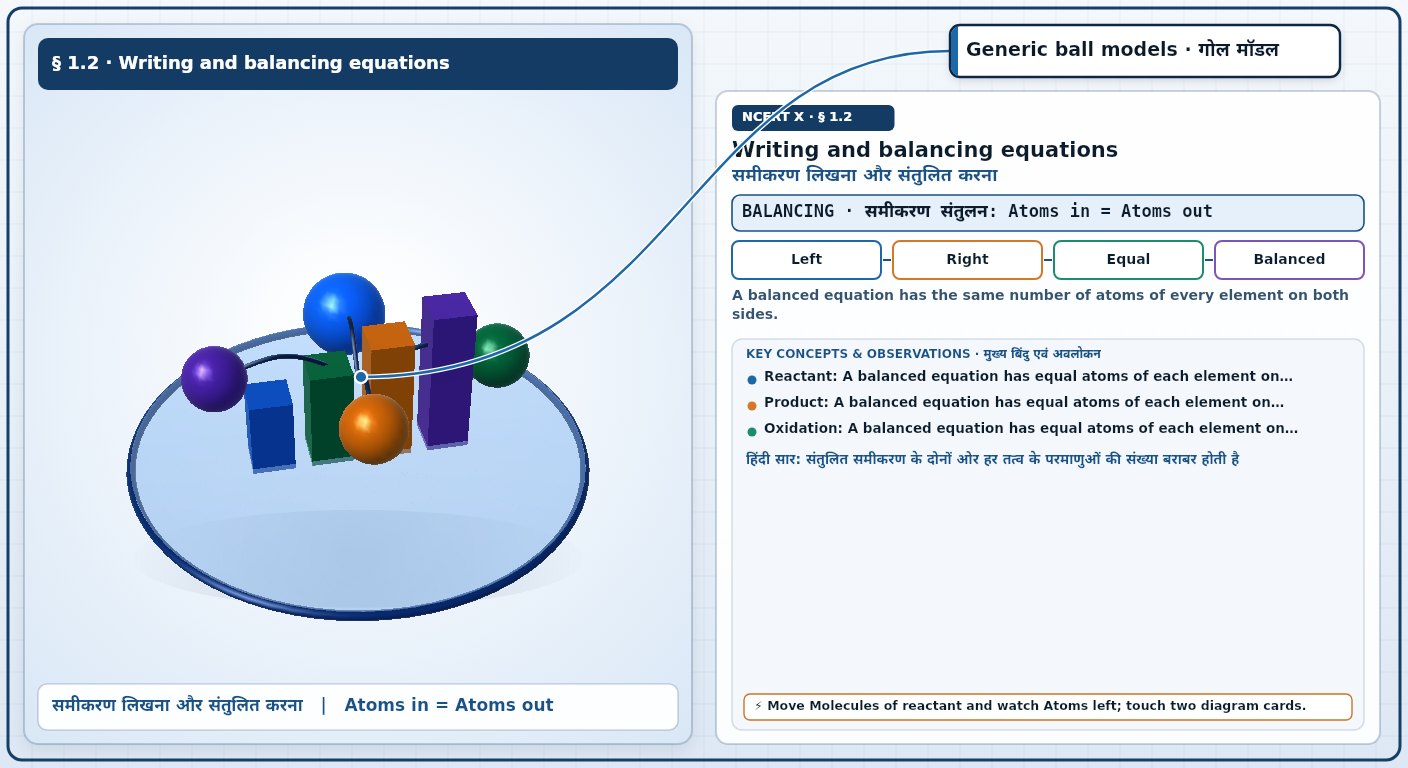 § 1.2 · Writing and balancing equations
Generic ball models · गोल मॉडल
NCERT X · § 1.2
Writing and balancing equations
समीकरण लिखना और संतुलित करना
BALANCING · समीकरण संतुलन: Atoms in = Atoms out
Left
Right
Equal
Balanced
A balanced equation has the same number of atoms of every element on both
sides.
KEY CONCEPTS & OBSERVATIONS · मुख्य बिंदु एवं अवलोकन
Reactant: A balanced equation has equal atoms of each element on…
Product: A balanced equation has equal atoms of each element on…
Oxidation: A balanced equation has equal atoms of each element on…
हिंदी सार: संतुलित समीकरण के दोनों ओर हर तत्व के परमाणुओं की संख्या बराबर होती है
⚡ Move Molecules of reactant and watch Atoms left; touch two diagram cards.
समीकरण लिखना और संतुलित करना | Atoms in = Atoms out